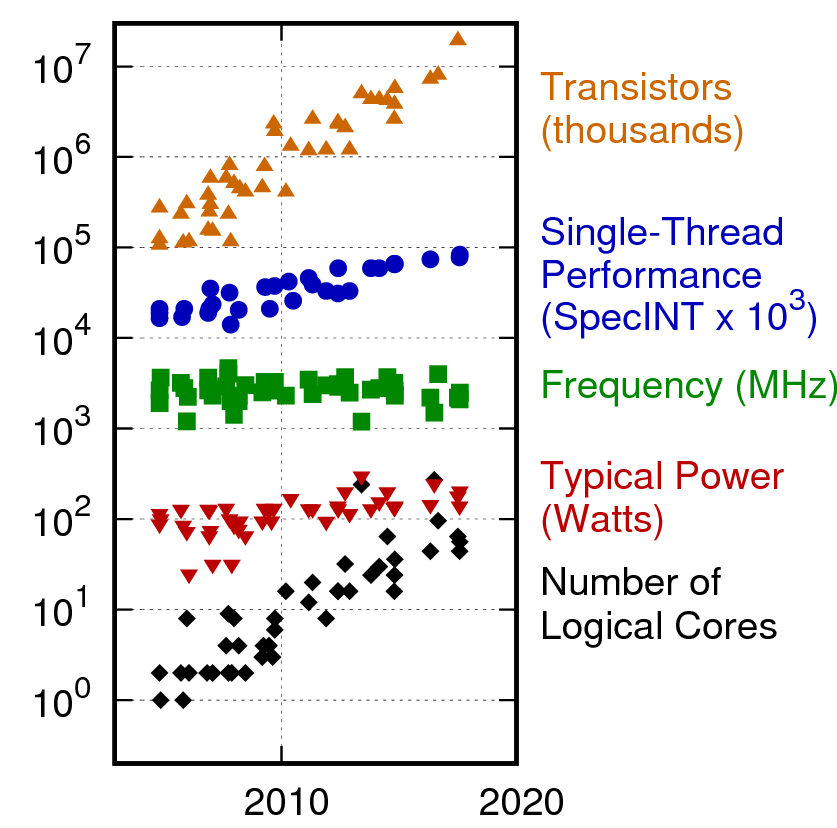 10^7
10^6
10^5
10^4
10^3
10^2
10^1
10^0
2010
2020
Transistors
(thousands)
Single-Thread
Performance
(SpecINT x 10^3)
Frequency (MHz)
Typical Power
(Watts)
Number of
Logical Cores